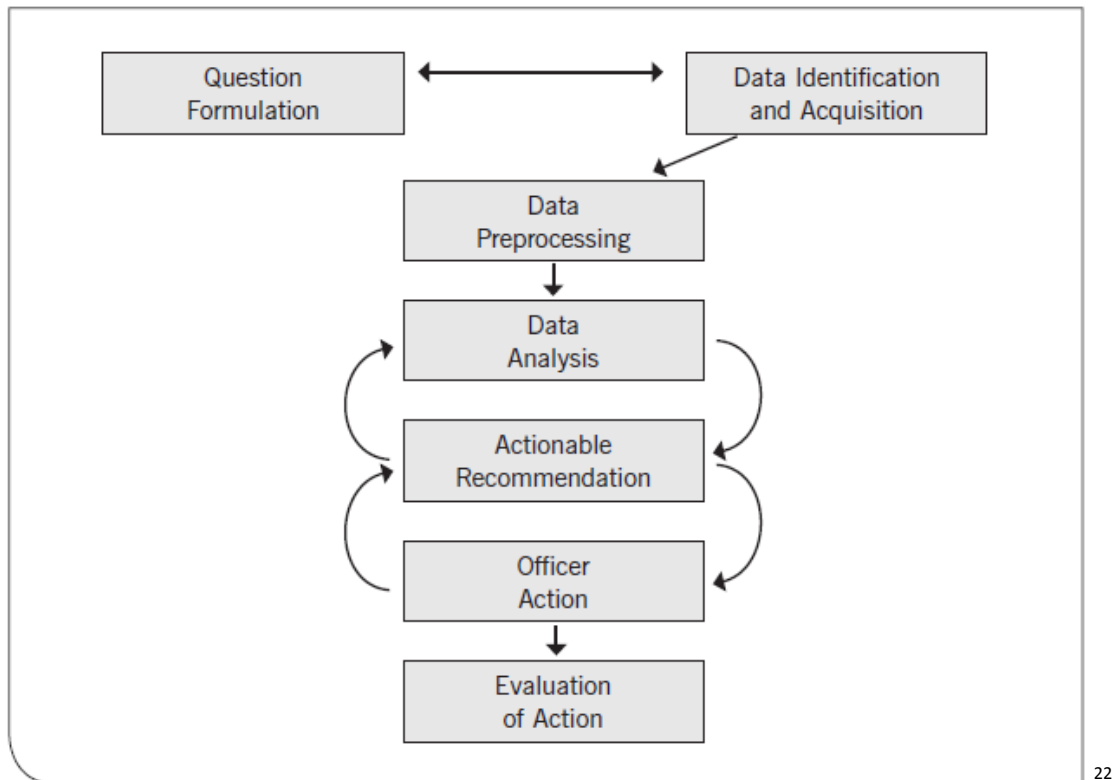 Question
Formulation
Data Identification
and Acquisition
Data
Preprocessing
Data
Analysis
Actionable
Recommendation
Officer
Action
Evaluation
of Action
22